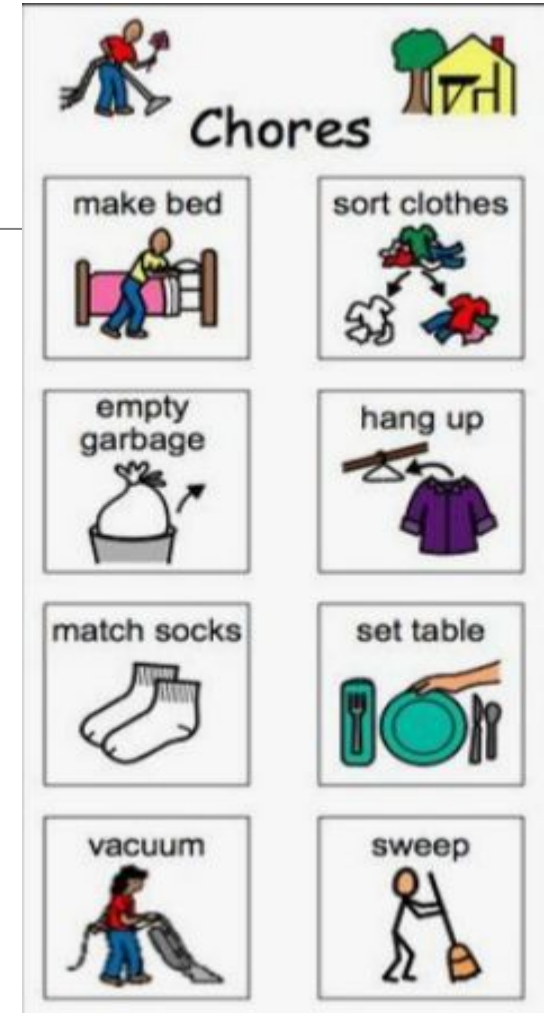 Chores
make bed
sort clothes
empty
garbage
hang up
match socks
set table
vacuum
sweep